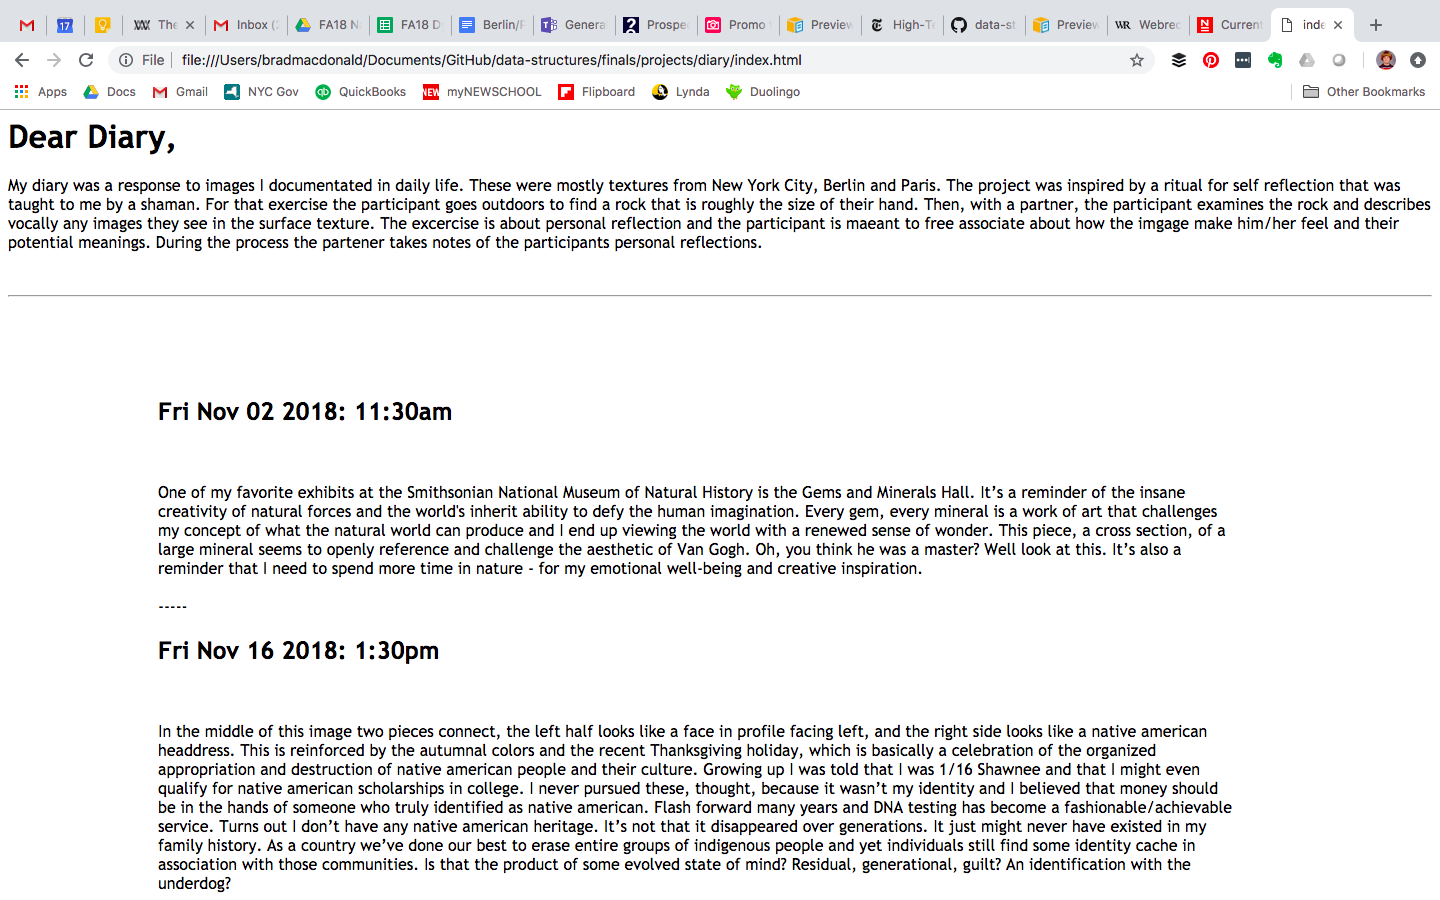 17 The Inbox (2 FA18 N FA18 D Berlin/P Genera Prospe Promo Preview High-Te data-st Preview WR Webrec Current inde
File file:///Users/bradmacdonald/Documents/GitHub/data-structures/finals/projects/diary/index.html
Apps Docs Gmail NYC Gov QuickBooks myNEWSCHOOL Flipboard Lynda Duolingo Other Bookmarks
Dear Diary,
My diary was a response to images I documentated in daily life. These were mostly textures from New York City, Berlin and Paris. The project was inspired by a ritual for self reflection that was
taught to me by a shaman. For that exercise the participant goes outdoors to find a rock that is roughly the size of their hand. Then, with a partner, the participant examines the rock and describes
vocally any images they see in the surface texture. The excercise is about personal reflection and the participant is maeant to free associate about how the imgage make him/her feel and their
potential meanings. During the process the partener takes notes of the participants personal reflections.
Fri Nov 02 2018: 11:30am
One of my favorite exhibits at the Smithsonian National Museum of Natural History is the Gems and Minerals Hall. It’s a reminder of the insane
creativity of natural forces and the world's inherit ability to defy the human imagination. Every gem, every mineral is a work of art that challenges
my concept of what the natural world can produce and I end up viewing the world with a renewed sense of wonder. This piece, a cross section, of a
large mineral seems to openly reference and challenge the aesthetic of Van Gogh. Oh, you think he was a master? Well look at this. It’s also a
reminder that I need to spend more time in nature - for my emotional well-being and creative inspiration.
-----
Fri Nov 16 2018: 1:30pm
In the middle of this image two pieces connect, the left half looks like a face in profile facing left, and the right side looks like a native american
headdress. This is reinforced by the autumnal colors and the recent Thanksgiving holiday, which is basically a celebration of the organized
appropriation and destruction of native american people and their culture. Growing up I was told that I was 1/16 Shawnee and that I might even
qualify for native american scholarships in college. I never pursued these, thought, because it wasn’t my identity and I believed that money should
be in the hands of someone who truly identified as native american. Flash forward many years and DNA testing has become a fashionable/achievable
service. Turns out I don’t have any native american heritage. It’s not that it disappeared over generations. It just might never have existed in my
family history. As a country we’ve done our best to erase entire groups of indigenous people and yet individuals still find some identity cache in
association with those communities. Is that the product of some evolved state of mind? Residual, generational, guilt? An identification with the
underdog?